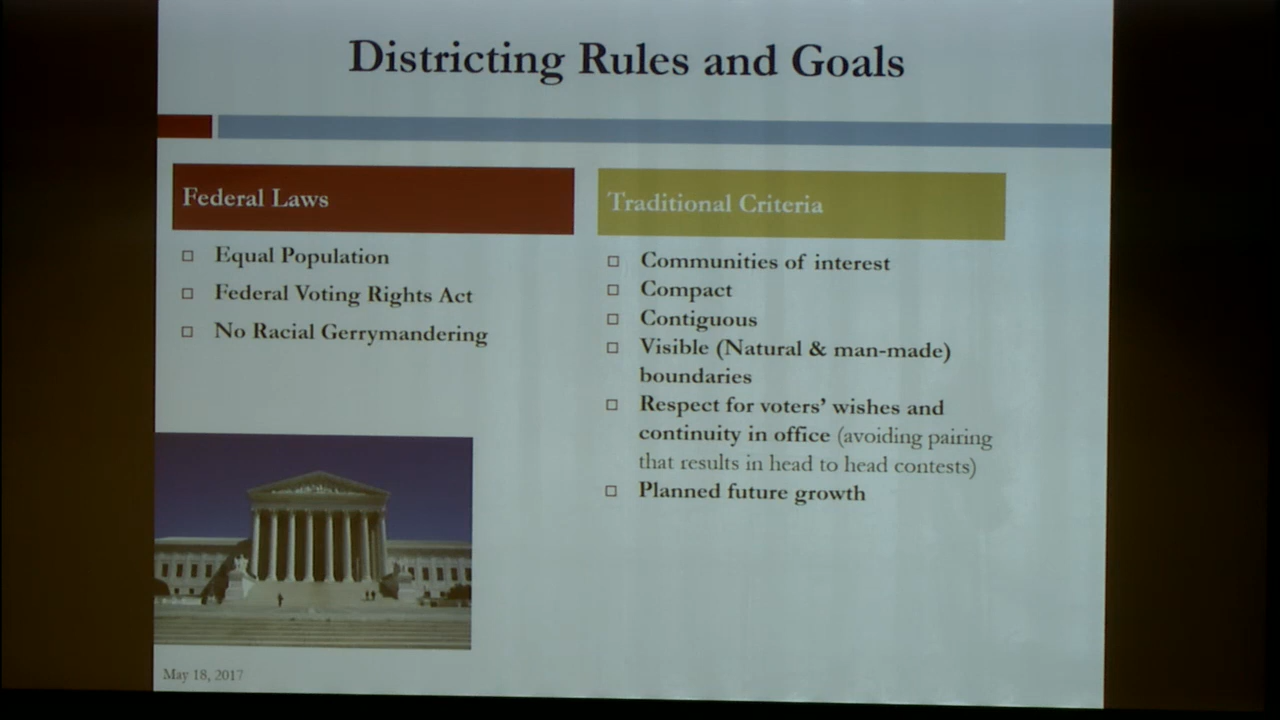 Districting Rules and Goals
Federal Laws
Equal Population
Federal Voting Rights Act
No Racial Gerrymandering
Traditional Criteria
Communities of interest
Compact
Contiguous
Visible (Natural & man-made)
boundaries
Respect for voters’ wishes and
continuity in office (avoiding pairing
that results in head to head contests)
Planned future growth
May 18, 2017